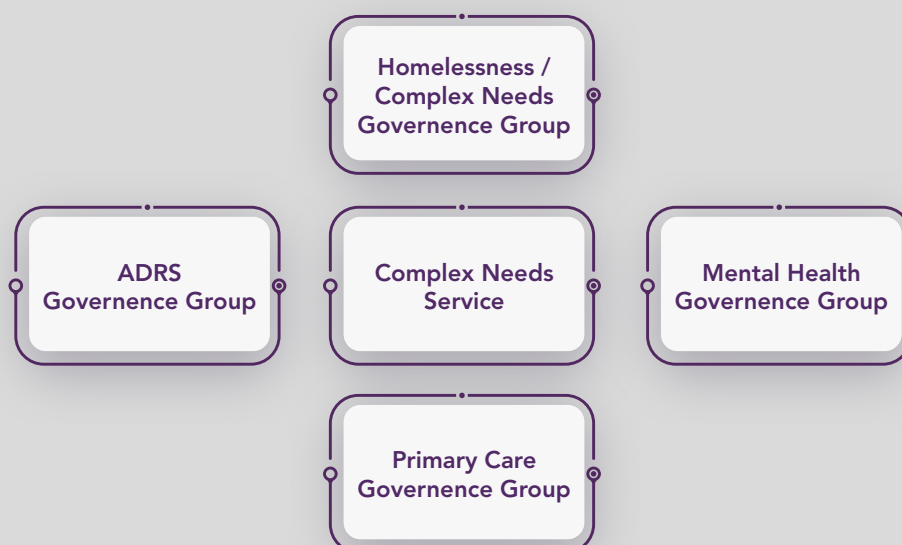 Homelessness /
Complex Needs
Governence Group
ADRS
Governence Group
Complex Needs
Service
Mental Health
Governence Group
Primary Care
Governence Group